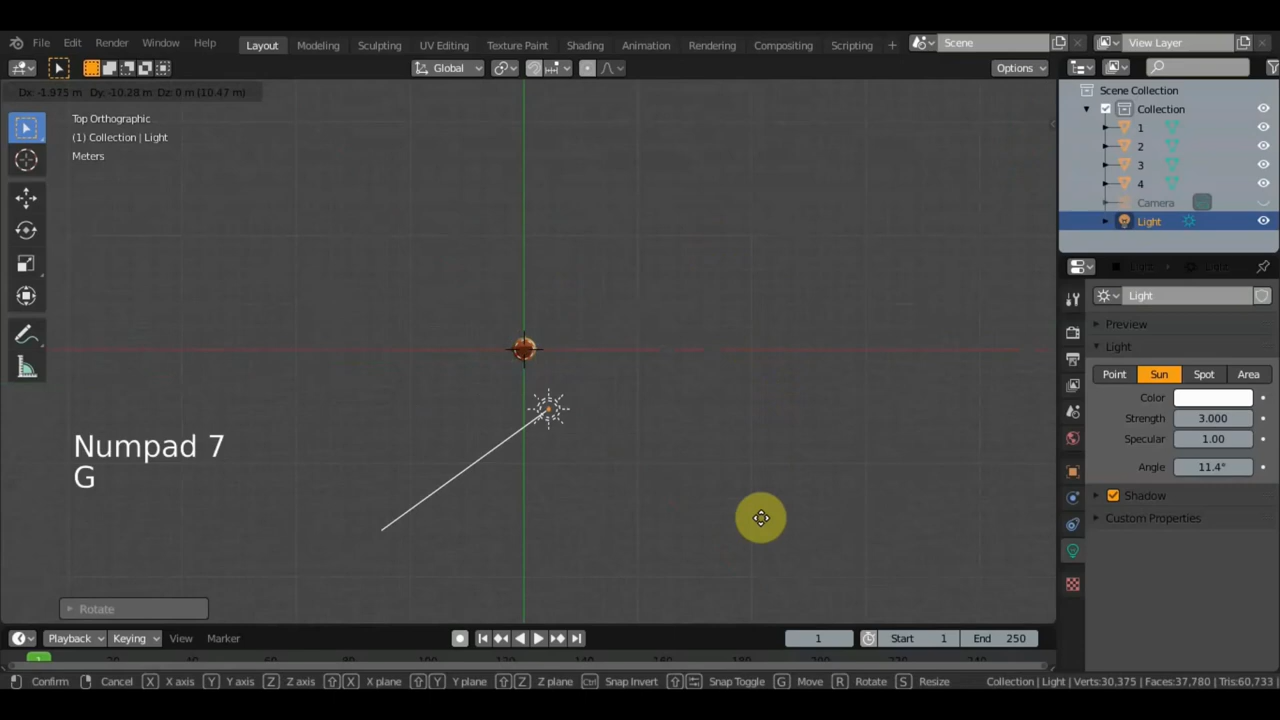 File Edit Render Window Help Layout Modeling Sculpting UV Editing Texture Paint Shading Animation Rendering Compositing Scripting + Scene View Layer
Global Options
Dx: -1.975 m Dy: -10.28 m Dz: 0 m (10.47 m)
Top Orthographic
(1) Collection | Light
Meters
Numpad 7
G
Rotate
Scene Collection
Collection
1
2
3
4
Camera
Light
Light
Preview
Light
Point Sun Spot Area
Color
Strength 3.000
Specular 1.00
Angle 11.4°
Shadow
Custom Properties
Playback Keying View Marker 1 Start 1 End 250
1
Confirm Cancel X X axis Y Y axis Z Z axis X X plane Y Y plane Z Z plane Ctrl Snap Invert Snap Toggle G Move R Rotate S Resize Collection | Light | Verts:30,375 | Faces:37,780 | Tris:60,733